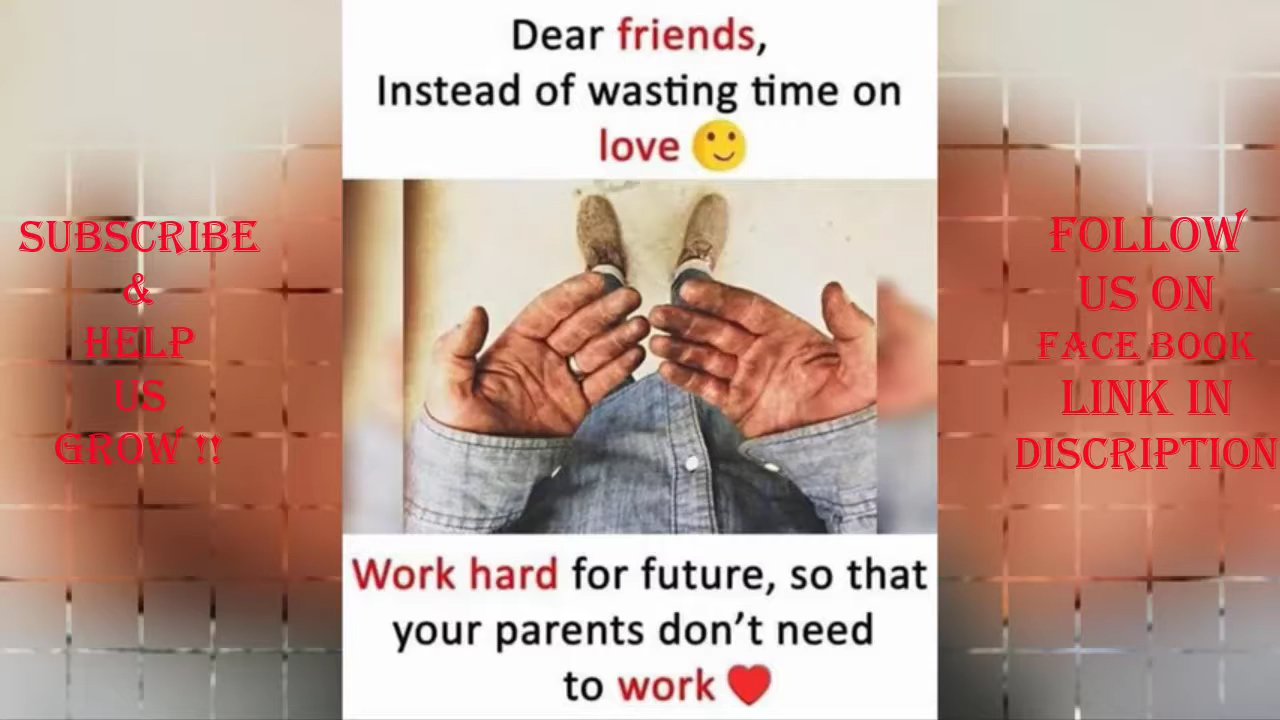 Dear friends,
Instead of wasting time on
love 🙂
Work hard for future, so that
your parents don’t need
to work ❤
SUBSCRIBE
&
HELP
US
GROW !!
FOLLOW
US ON
FACE BOOK
LINK IN
DISCRIPTION